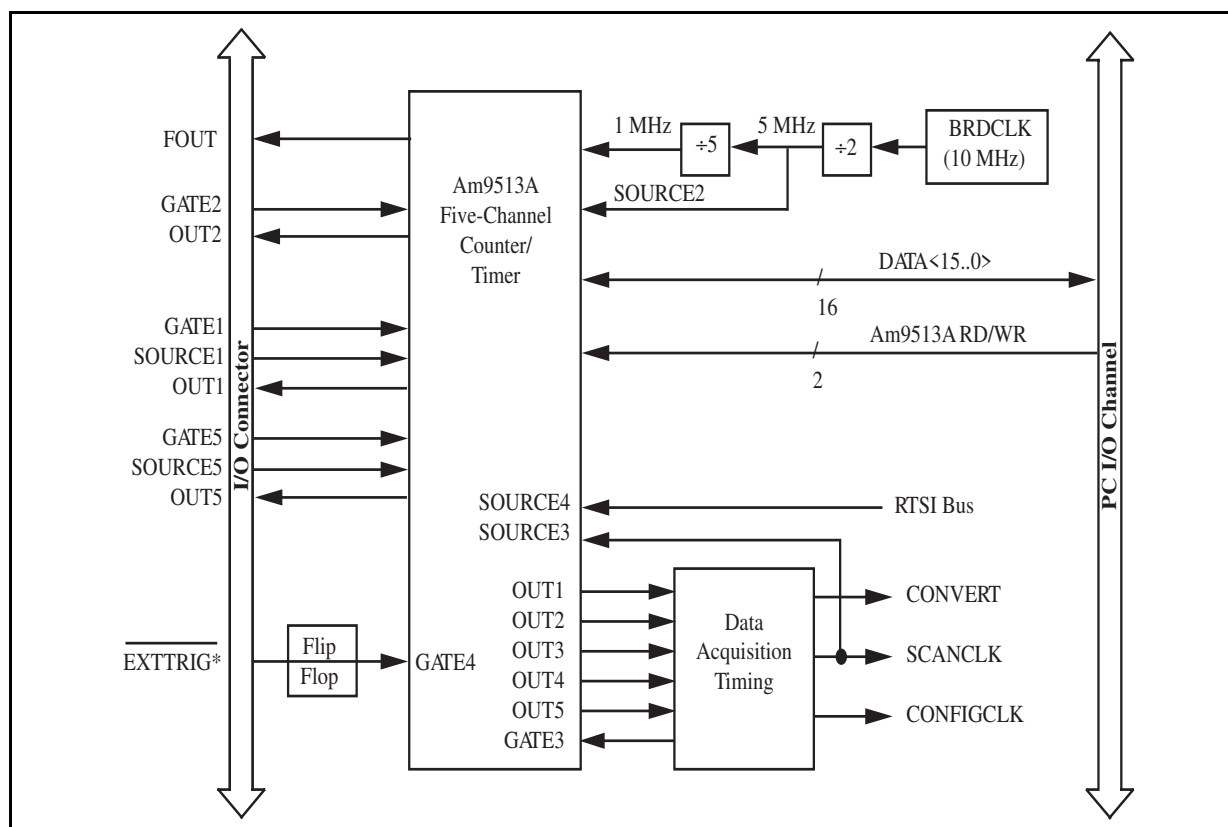 FOUT
GATE2
OUT2
GATE1
SOURCE1
OUT1
GATE5
SOURCE5
OUT5
EXTTRIG*
I/O Connector
Flip
Flop
Am9513A
Five-Channel
Counter/
Timer
GATE4
SOURCE4
SOURCE3
OUT1
OUT2
OUT3
OUT4
OUT5
GATE3
1 MHz
÷5
5 MHz
÷2
BRDCLK
(10 MHz)
SOURCE2
DATA<15..0>
16
Am9513A RD/WR
2
RTSI Bus
Data
Acquisition
Timing
CONVERT
SCANCLK
CONFIGCLK
PC I/O Channel